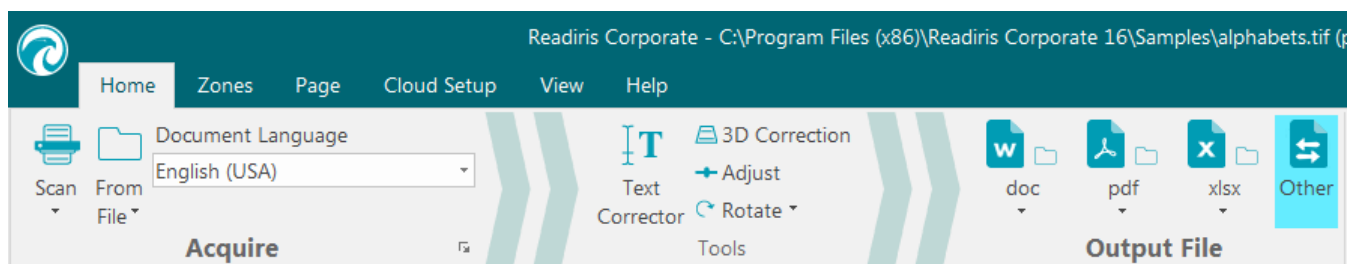 Readiris Corporate - C:\Program Files (x86)\Readiris Corporate 16\Samples\alphabets.tif (p
Home Zones Page Cloud Setup View Help
Document Language
English (USA)
Scan
From
File
Acquire
Text
Corrector
3D Correction
Adjust
Rotate
Tools
doc
pdf
xlsx
Other
Output File